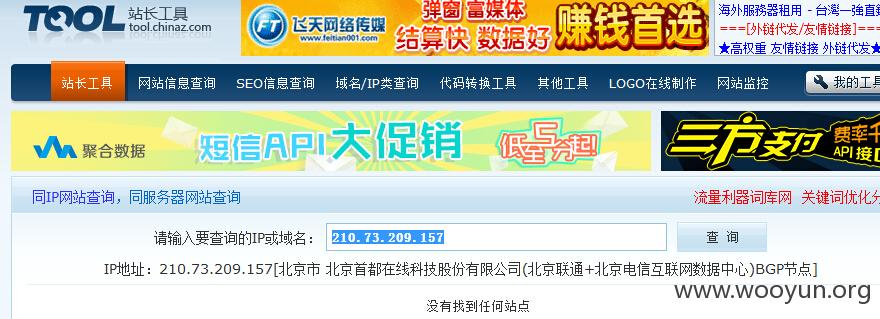 TOOL 站长工具
tool.chinaz.com
飞天网络传媒
www.feitian001.com
弹窗 富媒体
结算快 数据好
赚钱首选
海外服務器租用 - 台灣一強直
===[外链代发/友情链接]===
★高权重 友情链接 外链代发★
站长工具 网站信息查询 SEO信息查询 域名/IP类查询 代码转换工具 其他工具 LOGO在线制作 网站监控 我的工具
聚合数据 短信API大促销 低至5分起!
三方支付 费率千
API接口
同IP网站查询，同服务器网站查询 流量利器词库网 关键词优化分
请输入要查询的IP或域名： 210.73.209.157 查 询
IP地址：210.73.209.157[北京市 北京首都在线科技股份有限公司(北京联通+北京电信互联网数据中心)BGP节点]
没有找到任何站点
www.wooyun.org